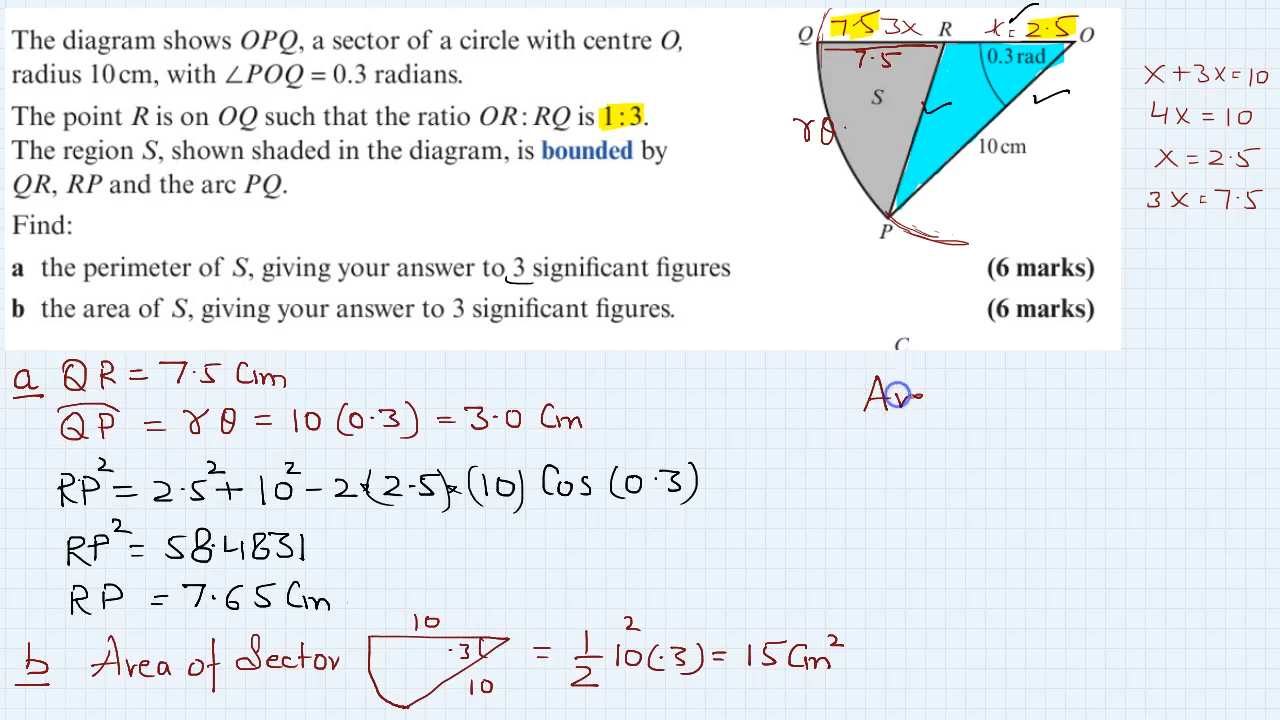 The diagram shows OPQ, a sector of a circle with centre O,
radius 10 cm, with ∠POQ = 0.3 radians.
The point R is on OQ such that the ratio OR : RQ is 1 : 3.
The region S, shown shaded in the diagram, is bounded by
QR, RP and the arc PQ.
Find:
a the perimeter of S, giving your answer to 3 significant figures (6 marks)
b the area of S, giving your answer to 3 significant figures. (6 marks)
Q 7.5 3x R x = 2.5 O
7.5
0.3 rad
S
rθ
10 cm
P
C
x + 3x = 10
4x = 10
x = 2.5
3x = 7.5
a QR = 7.5 Cm
QP = rθ = 10 (0.3) = 3.0 Cm
RP² = 2.5² + 10² - 2 * (2.5) * (10) Cos (0.3)
RP² = 58.4831
RP = 7.65 Cm
b Area of Sector 10 .3 10 = 1/2 10² (.3) = 15 Cm²
Ar